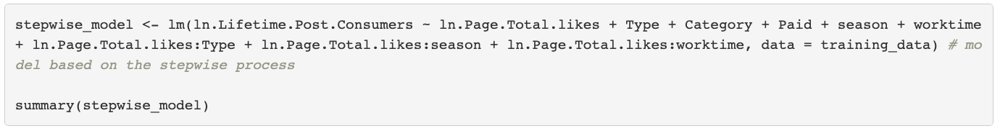 stepwise_model <- lm(ln.Lifetime.Post.Consumers ~ ln.Page.Total.likes + Type + Category + Paid + season + worktime
+ ln.Page.Total.likes:Type + ln.Page.Total.likes:season + ln.Page.Total.likes:worktime, data = training_data) # mo
del based on the stepwise process
summary(stepwise_model)